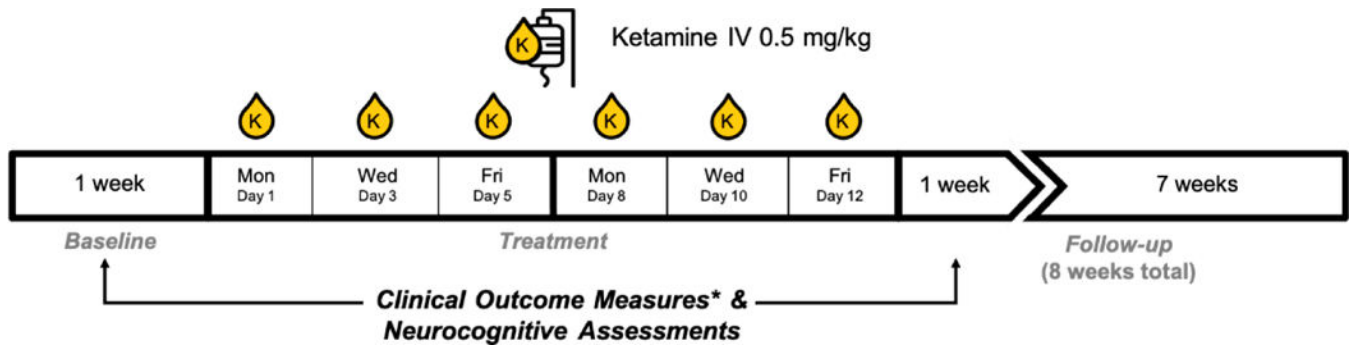 K
Ketamine IV 0.5 mg/kg
K K K K K K
1 week Mon Wed Fri Mon Wed Fri 1 week 7 weeks
Day 1 Day 3 Day 5 Day 8 Day 10 Day 12
Baseline Treatment Follow-up
(8 weeks total)
Clinical Outcome Measures* &
Neurocognitive Assessments